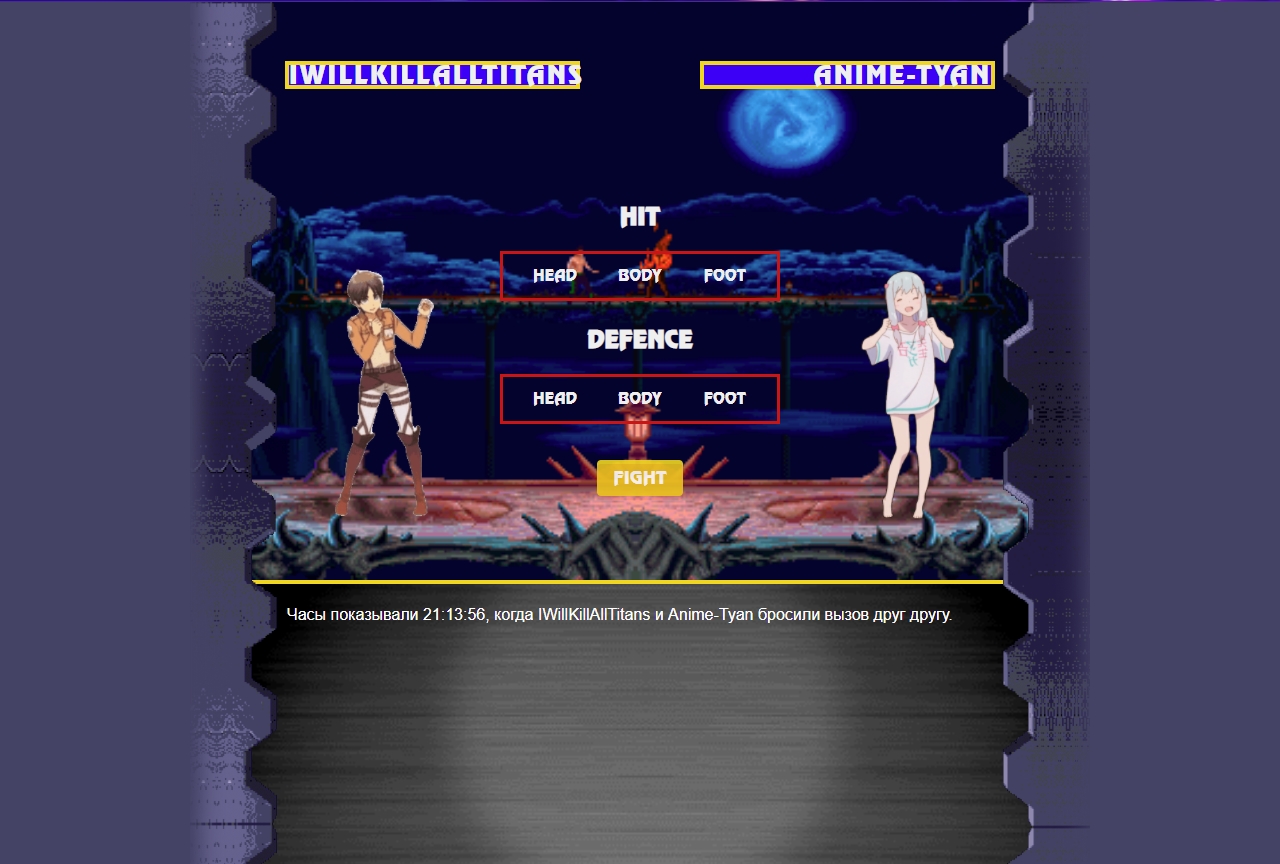 IWILLKILLALLTITANS
ANIME-TYAN
HIT
HEAD BODY FOOT
DEFENCE
HEAD BODY FOOT
FIGHT
Часы показывали 21:13:56, когда IWillKillAllTitans и Anime-Tyan бросили вызов друг другу.